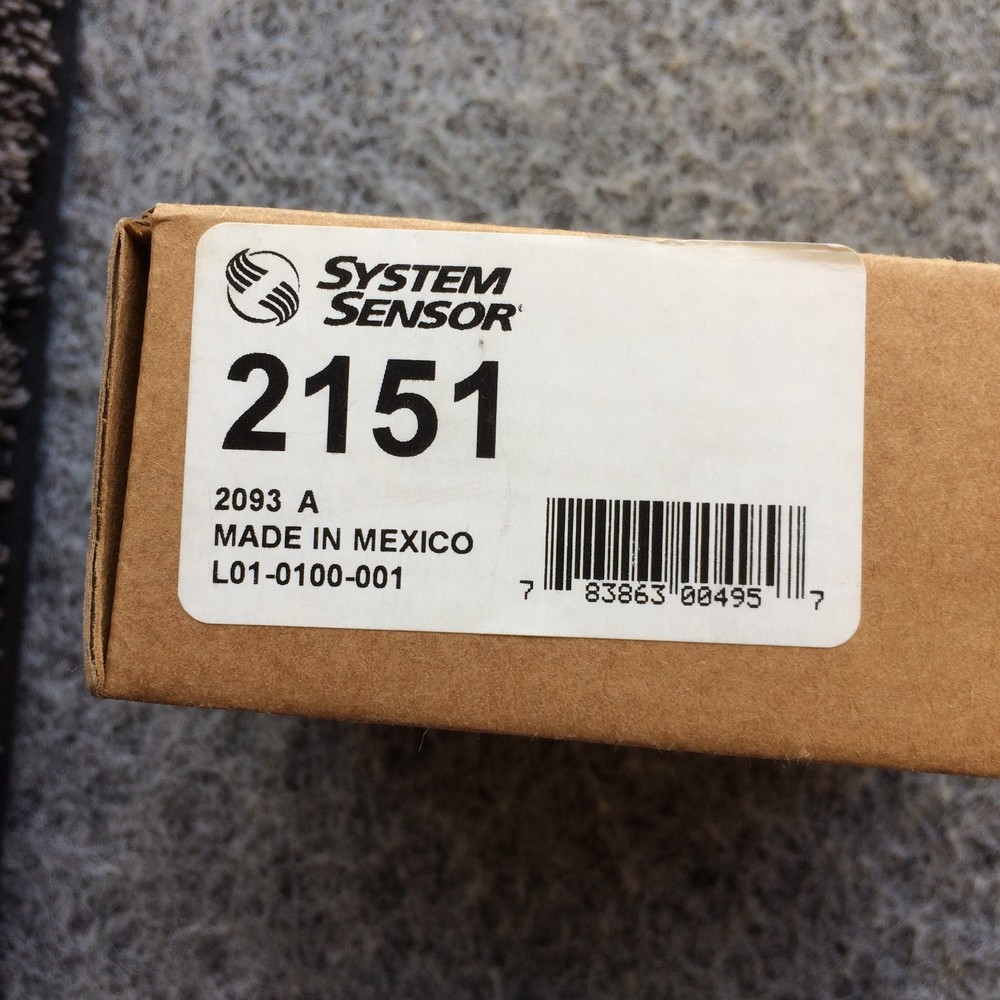 SYSTEM
SENSOR
2151
2093 A
MADE IN MEXICO
L01-0100-001
7 83863 00495 7